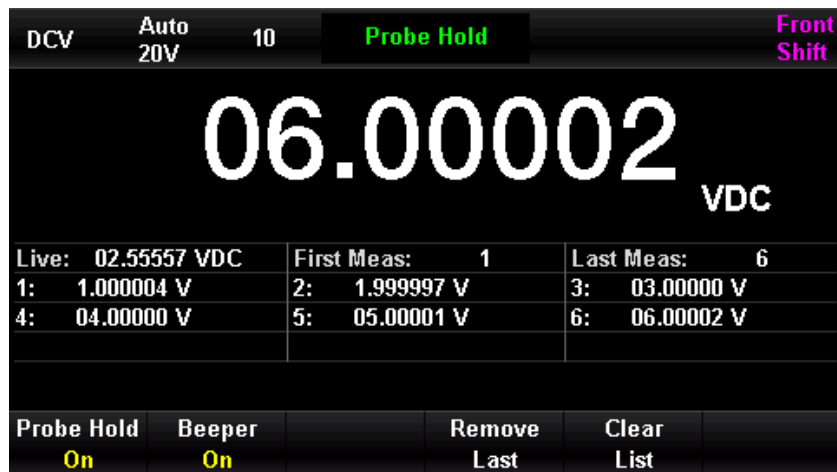 DCV Auto 10 Probe Hold Front
20V Shift
06.00002 VDC
Live: 02.55557 VDC First Meas: 1 Last Meas: 6
1: 1.000004 V 2: 1.999997 V 3: 03.00000 V
4: 04.00000 V 5: 05.00001 V 6: 06.00002 V
Probe Hold Beeper Remove Clear
On On Last List